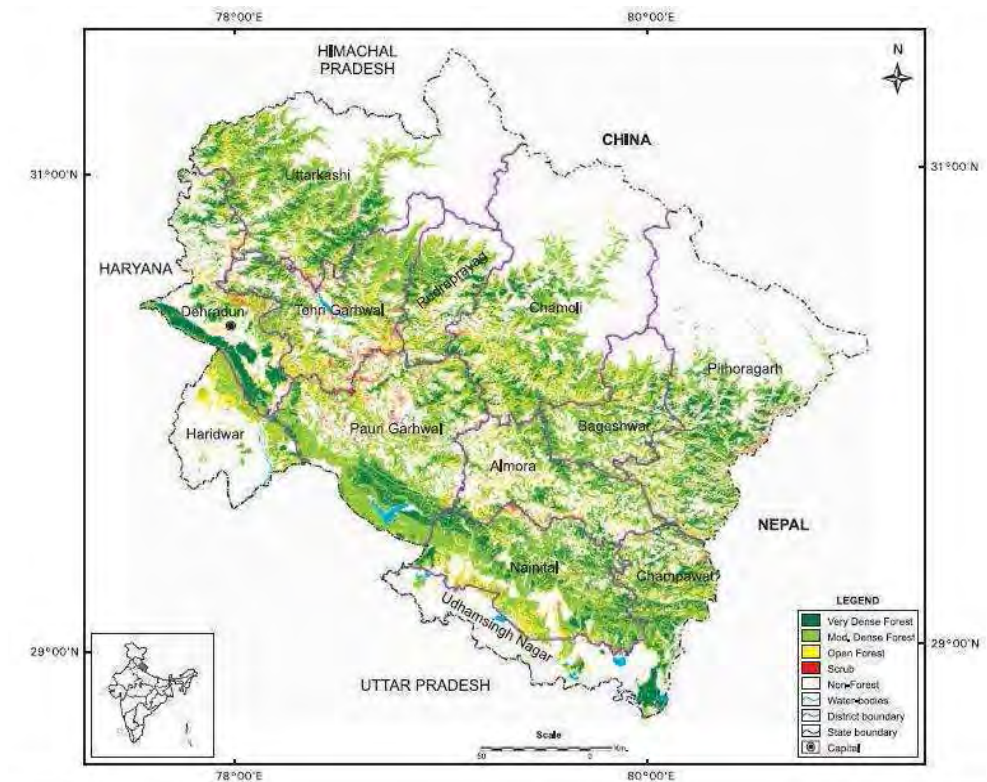 78°00'E
80°00'E
HIMACHAL
PRADESH
N
CHINA
31°00'N
31°00'N
Uttarkashi
HARYANA
Rudraprayag
Dehradun
Tehri Garhwal
Chamoli
Pithoragarh
Haridwar
Pauri Garhwal
Bageshwar
Almora
NEPAL
Nainital
Champawat
Udhamsingh Nagar
LEGEND
Very Dense Forest
Mod. Dense Forest
Open Forest
Scrub
Non-Forest
Water-bodies
District boundary
State boundary
Capital
29°00'N
29°00'N
UTTAR PRADESH
Scale
50
0
Km.
78°00'E
80°00'E